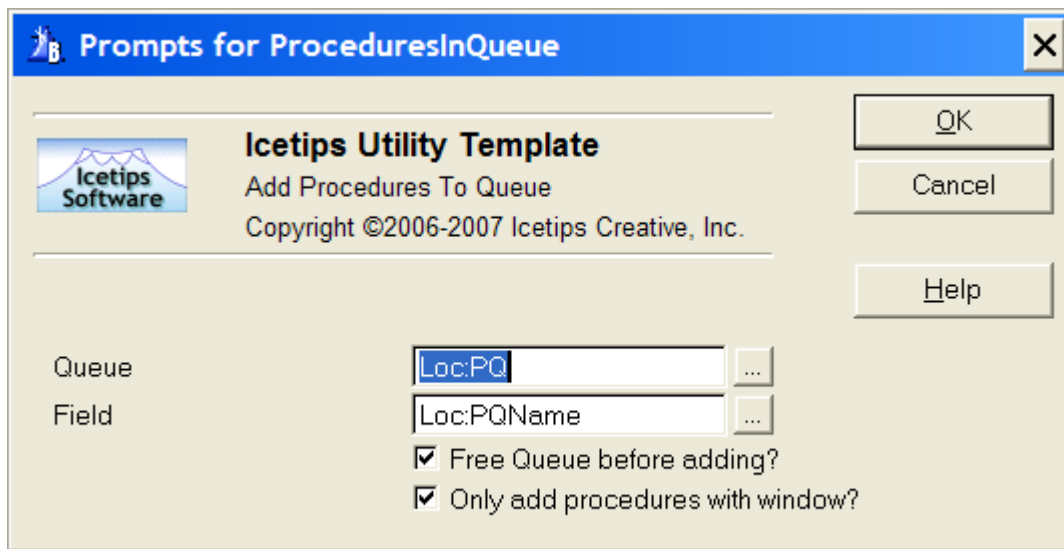 Prompts for ProceduresInQueue
Icetips Software
Icetips Utility Template
Add Procedures To Queue
Copyright ©2006-2007 Icetips Creative, Inc.
OK
Cancel
Help
Queue
Loc:PQ
...
Field
Loc:PQName
...
Free Queue before adding?
Only add procedures with window?